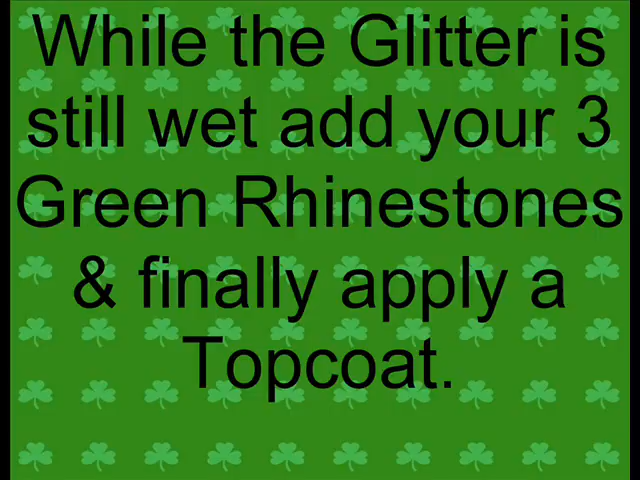 While the Glitter is
still wet add your 3
Green Rhinestones
& finally apply a
Topcoat.